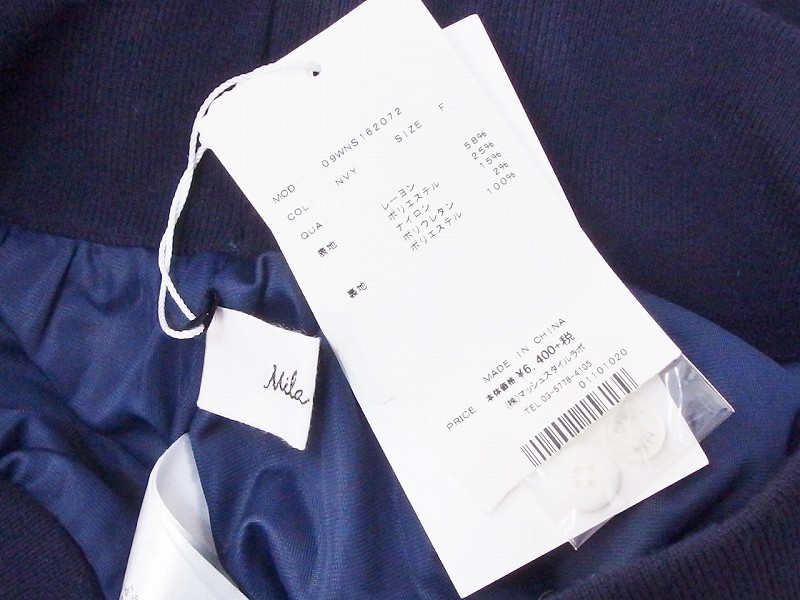 MOD 09WNS162072
COL NVY SIZE F
QUA
表地 レーヨン 58%
ポリエステル 25%
ナイロン 15%
ポリウレタン 2%
裏地 ポリエステル 100%
MADE IN CHINA
PRICE 本体価格 ¥6,400+税
(株)マッシュスタイルラボ
TEL 03-5778-4105
01101020
Mila